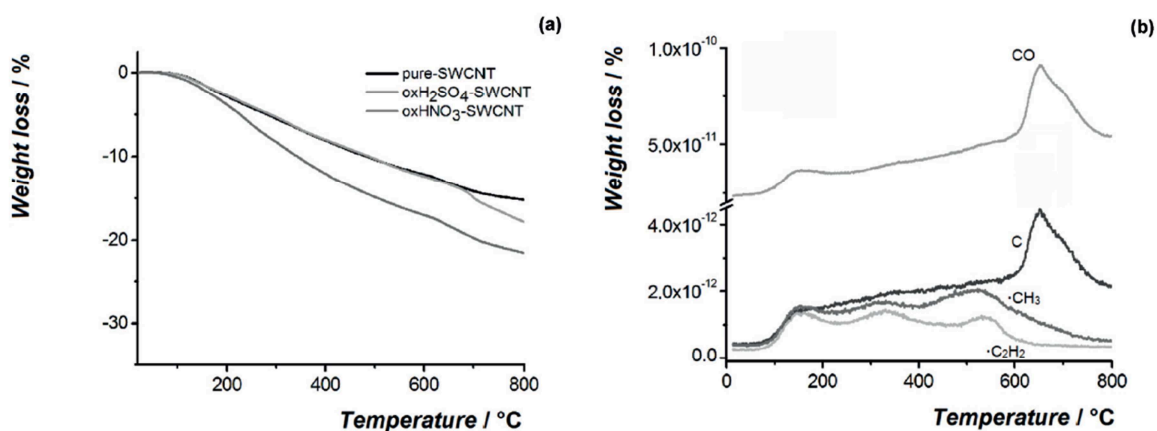 (a)
Weight loss / %
0
-10
-20
-30
pure-SWCNT
oxH₂SO₄-SWCNT
oxHNO₃-SWCNT
200
400
600
800
Temperature / °C
(b)
Weight loss / %
1.0x10⁻¹⁰
5.0x10⁻¹¹
4.0x10⁻¹²
2.0x10⁻¹²
0.0
CO
C
·CH₃
·C₂H₂
0
200
400
600
800
Temperature / °C